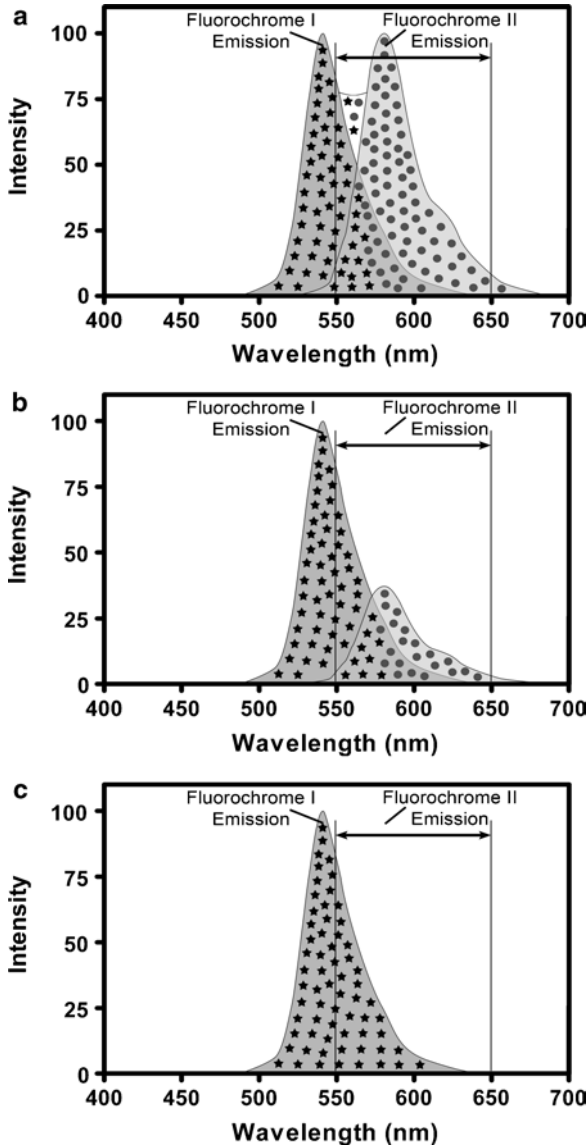 a
Fluorochrome I
Emission
Fluorochrome II
Emission
100
75
50
25
0
Intensity
400 450 500 550 600 650 700
Wavelength (nm)
b
Fluorochrome I
Emission
Fluorochrome II
Emission
100
75
50
25
0
Intensity
400 450 500 550 600 650 700
Wavelength (nm)
c
Fluorochrome I
Emission
Fluorochrome II
Emission
100
75
50
25
0
Intensity
400 450 500 550 600 650 700
Wavelength (nm)